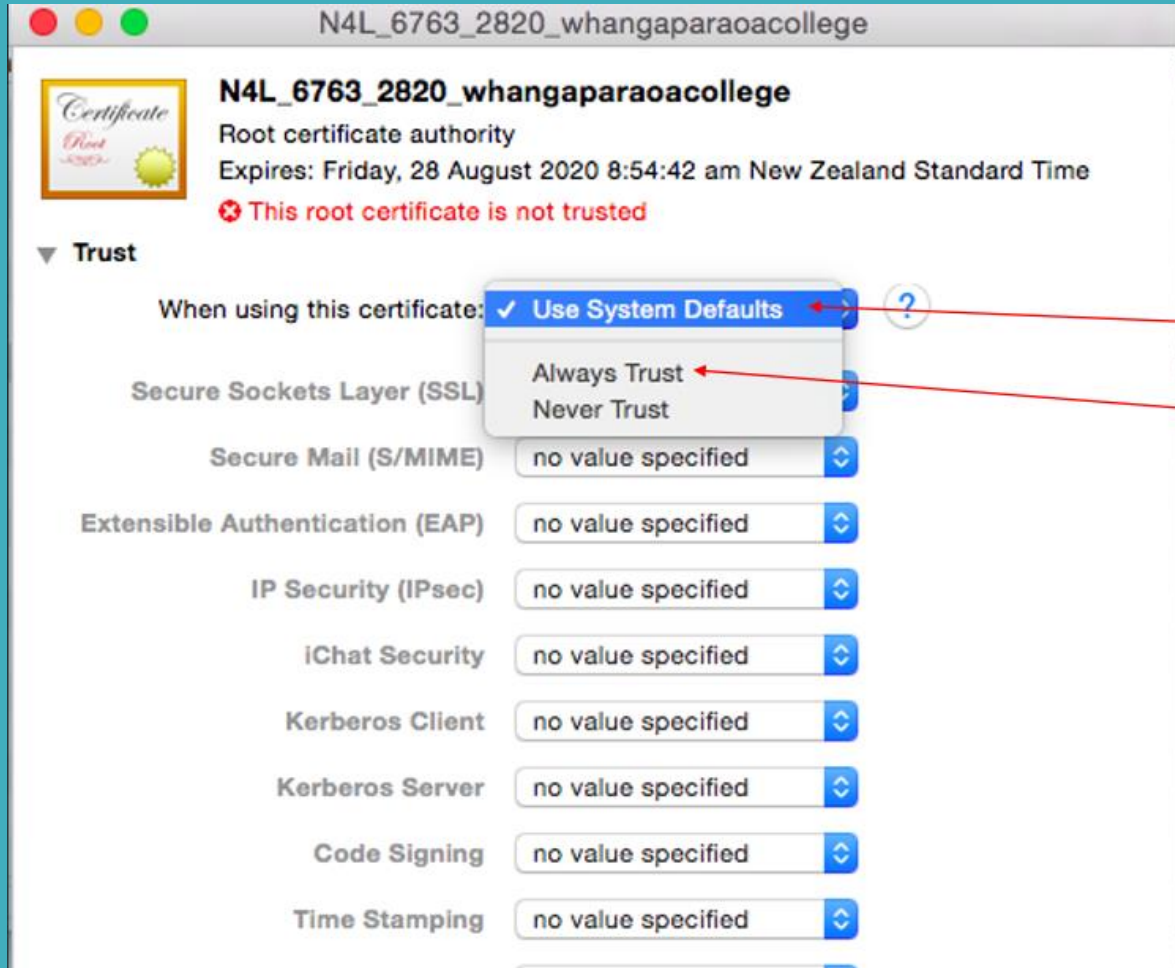 N4L_6763_2820_whangaparaoacollege
Certificate
Root
N4L_6763_2820_whangaparaoacollege
Root certificate authority
Expires: Friday, 28 August 2020 8:54:42 am New Zealand Standard Time
This root certificate is not trusted
Trust
When using this certificate: ✓ Use System Defaults ?
Always Trust
Secure Sockets Layer (SSL)
Never Trust
Secure Mail (S/MIME) no value specified
Extensible Authentication (EAP) no value specified
IP Security (IPsec) no value specified
iChat Security no value specified
Kerberos Client no value specified
Kerberos Server no value specified
Code Signing no value specified
Time Stamping no value specified